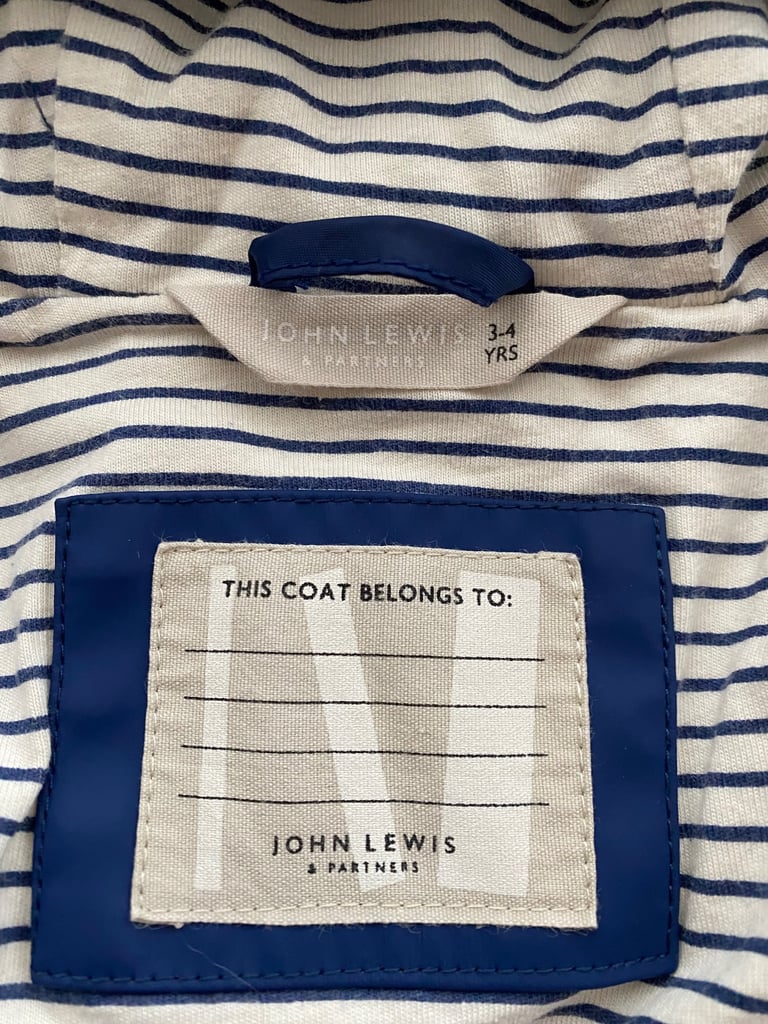 JOHN LEWIS
& PARTNERS
3-4
YRS
THIS COAT BELONGS TO:
JOHN LEWIS
& PARTNERS